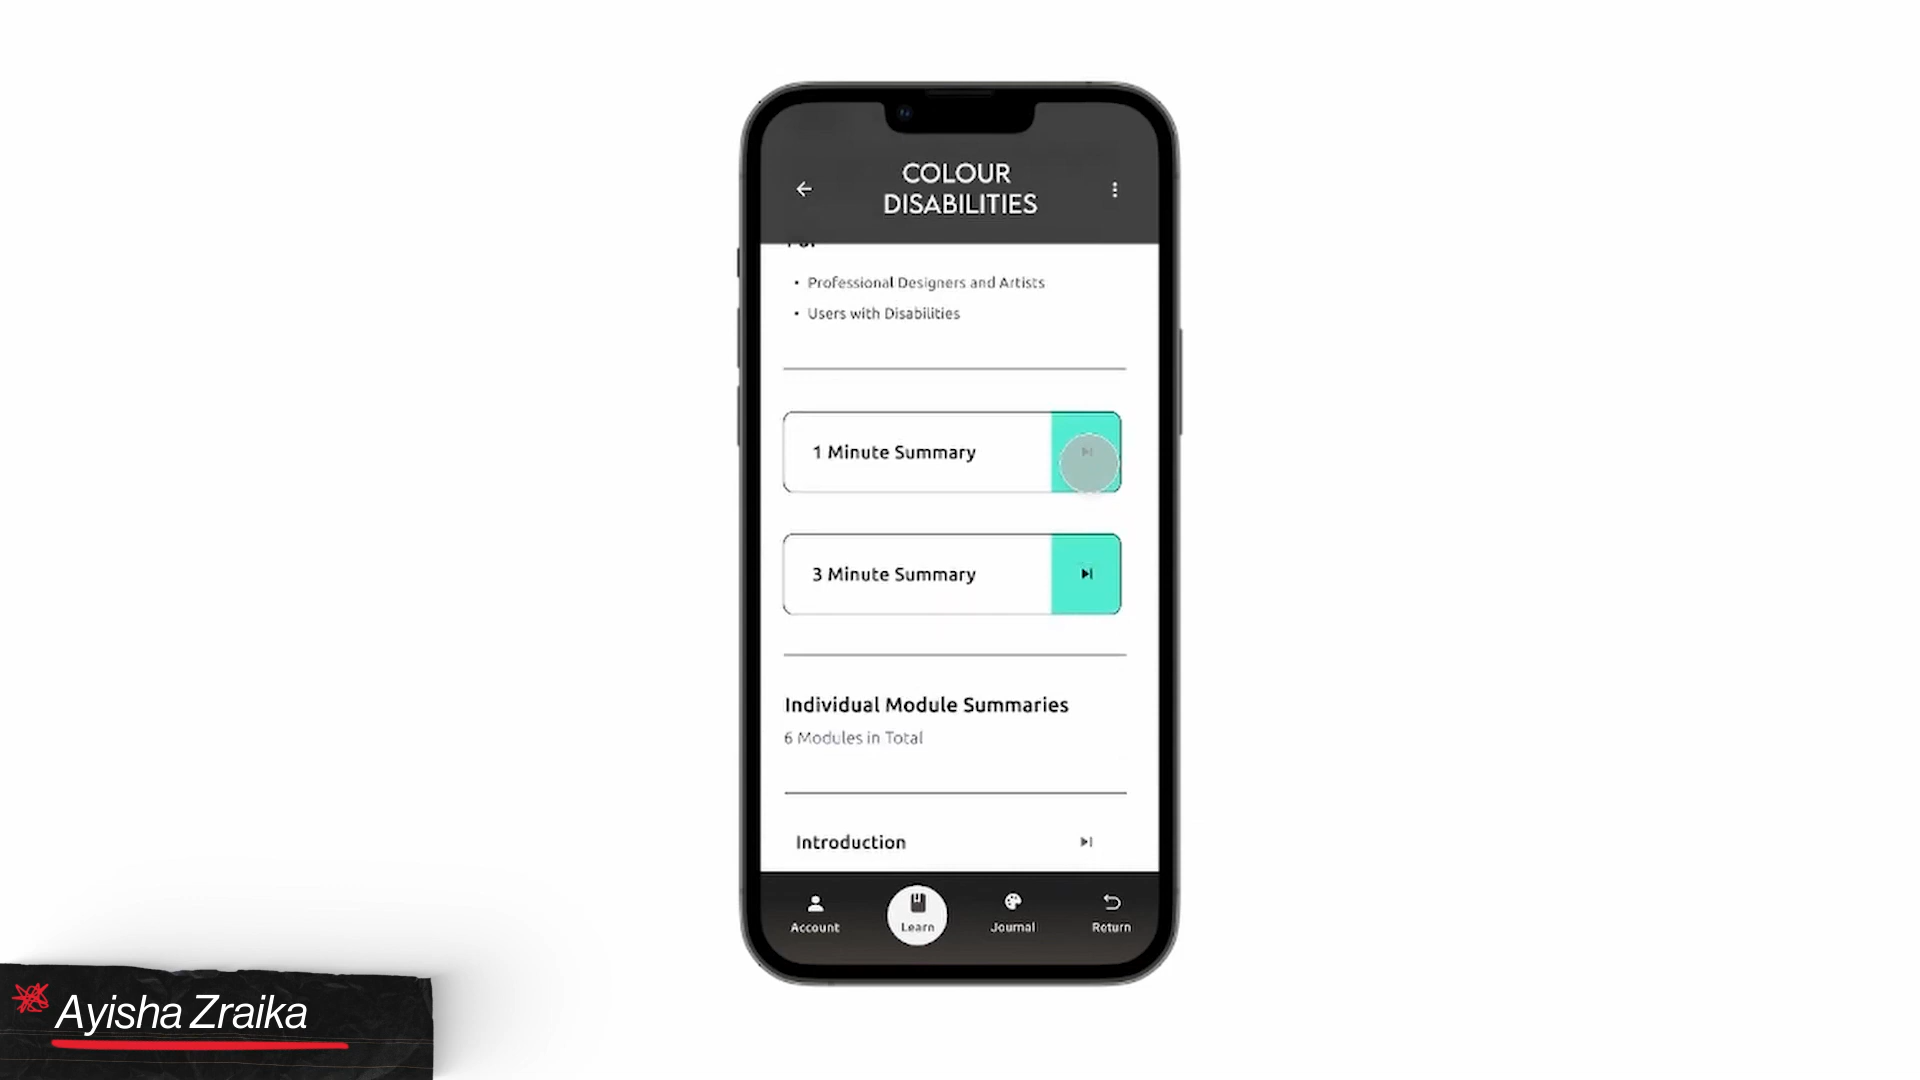 COLOUR
DISABILITIES
• Professional Designers and Artists
• Users with Disabilities
1 Minute Summary
3 Minute Summary
Individual Module Summaries
6 Modules in Total
Introduction
Account
Learn
Journal
Return
Ayisha Zraika